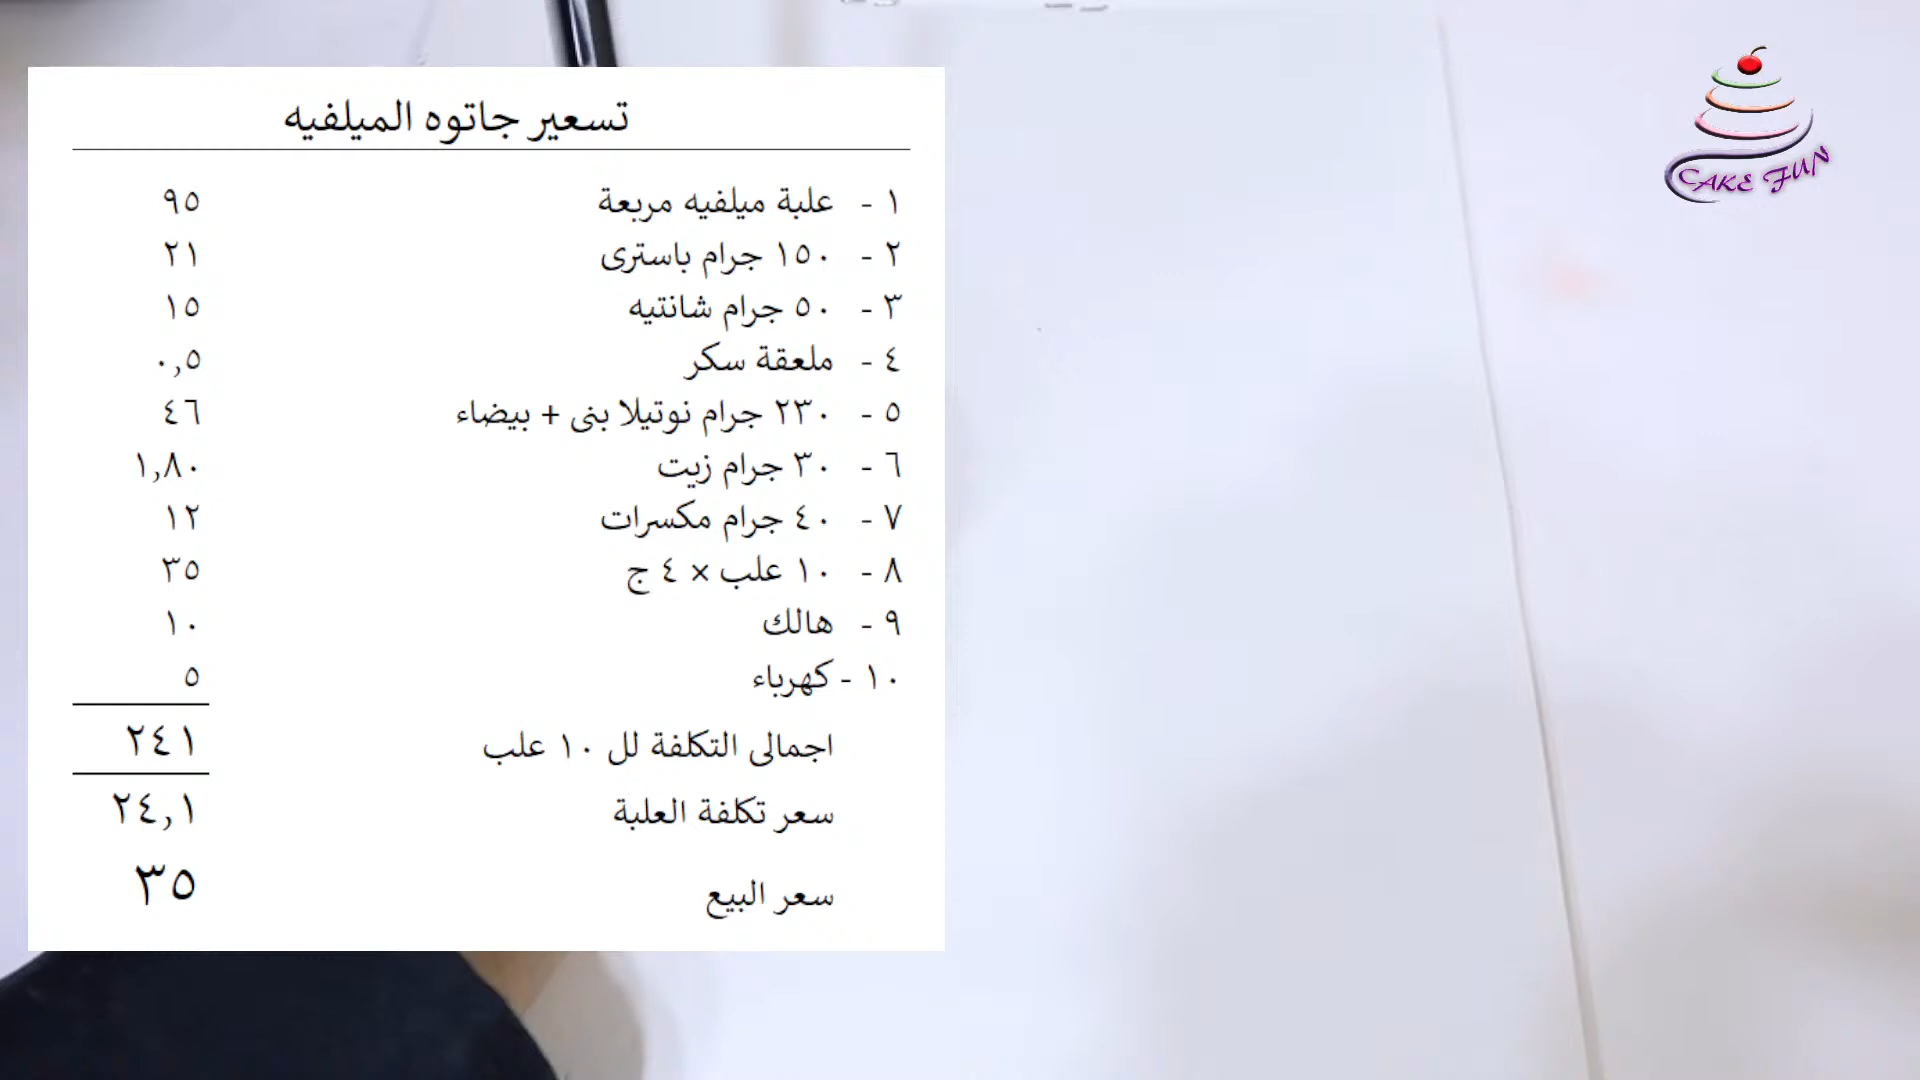 تسعير جاتوه الميلفيه
١ - علبة ميلفيه مربعة ٩٥
٢ - ١٥٠ جرام باسترى ٢١
٣ - ٥٠ جرام شانتيه ١٥
٤ - ملعقة سكر ٠,٥
٥ - ٢٣٠ جرام نوتيلا بنى + بيضاء ٤٦
٦ - ٣٠ جرام زيت ١,٨٠
٧ - ٤٠ جرام مكسرات ١٢
٨ - ١٠ علب × ٤ ج ٣٥
٩ - هالك ١٠
١٠ - كهرباء ٥
اجمالى التكلفة لل ١٠ علب ٢٤١
سعر تكلفة العلبة ٢٤,١
سعر البيع ٣٥
CAKE FUN